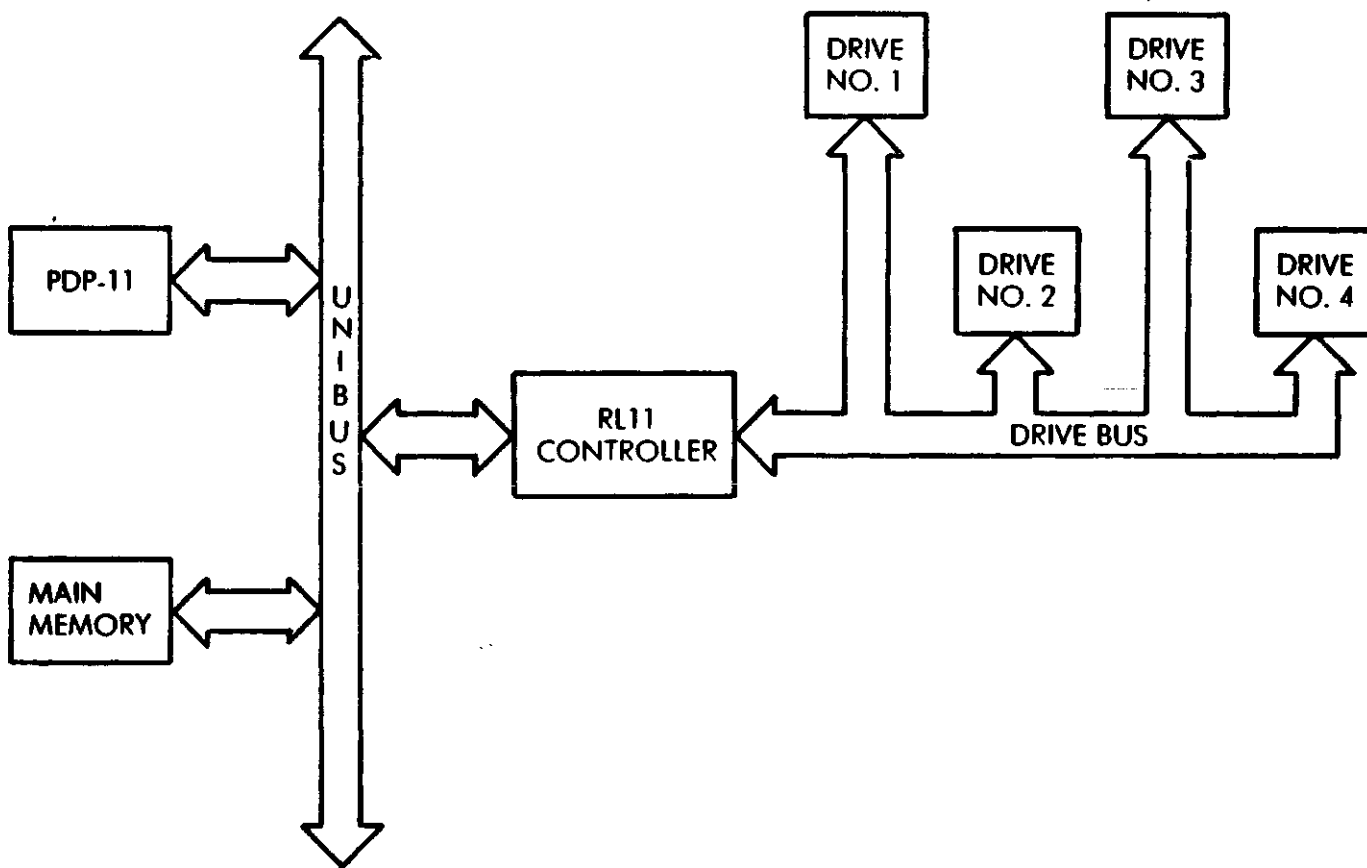 DRIVE
NO. 1
DRIVE
NO. 3
PDP-11
UNIBUS
DRIVE
NO. 2
DRIVE
NO. 4
RL11
CONTROLLER
DRIVE BUS
MAIN
MEMORY